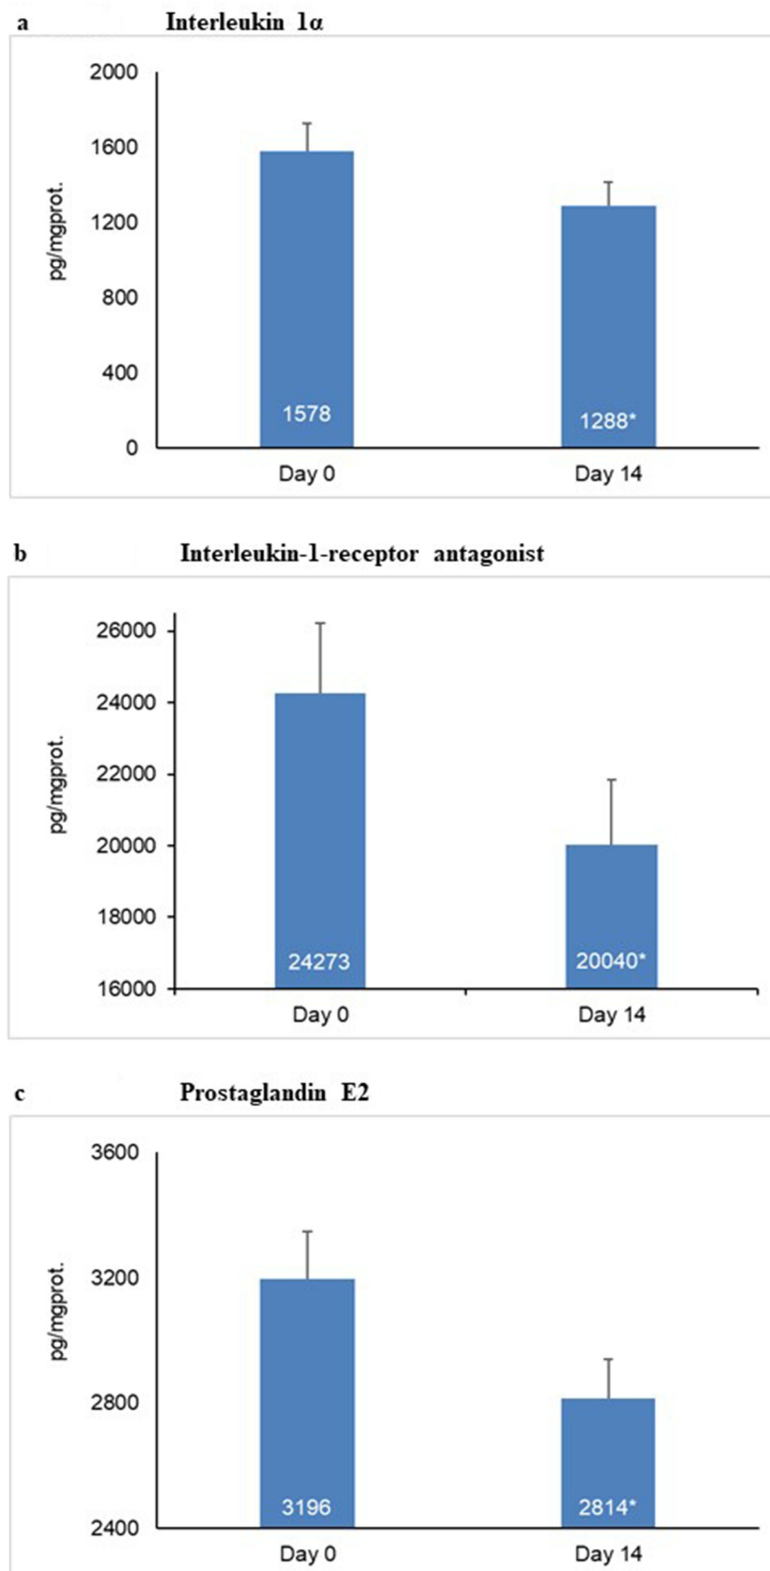 a Interleukin 1α
2000
1600
1200
800
400
0
pg/mgprot.
1578
1288*
Day 0 Day 14
b Interleukin-1-receptor antagonist
26000
24000
22000
20000
18000
16000
pg/mgprot.
24273
20040*
Day 0 Day 14
c Prostaglandin E2
3600
3200
2800
2400
pg/mgprot.
3196 2814*
Day 0 Day 14